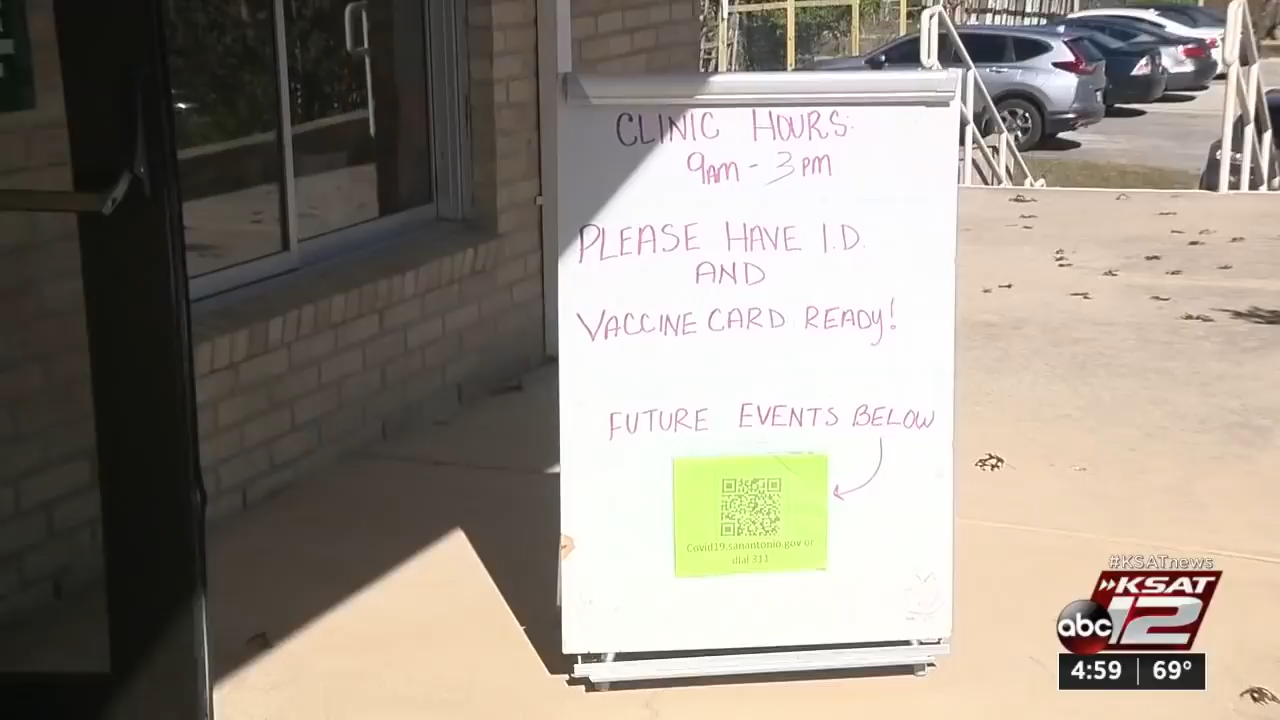 CLINIC HOURS:
9AM - 3PM
PLEASE HAVE I.D.
AND
VACCINE CARD READY!
FUTURE EVENTS BELOW
Covid19.sanantonio.gov or
dial 311
#KSATnews
KSAT
abc 12
4:59 69°